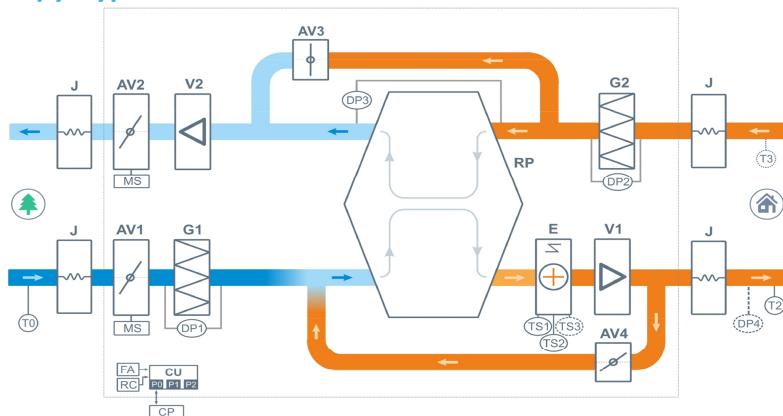 AV3
J
AV2
V2
G2
J
DP3
RP
MS
DP2
T3
J
AV1
G1
E
V1
J
T0
MS
DP1
TS1
TS3
TS2
DP4
T2
AV4
FA
RC
CU
P0 P1 P2
CP